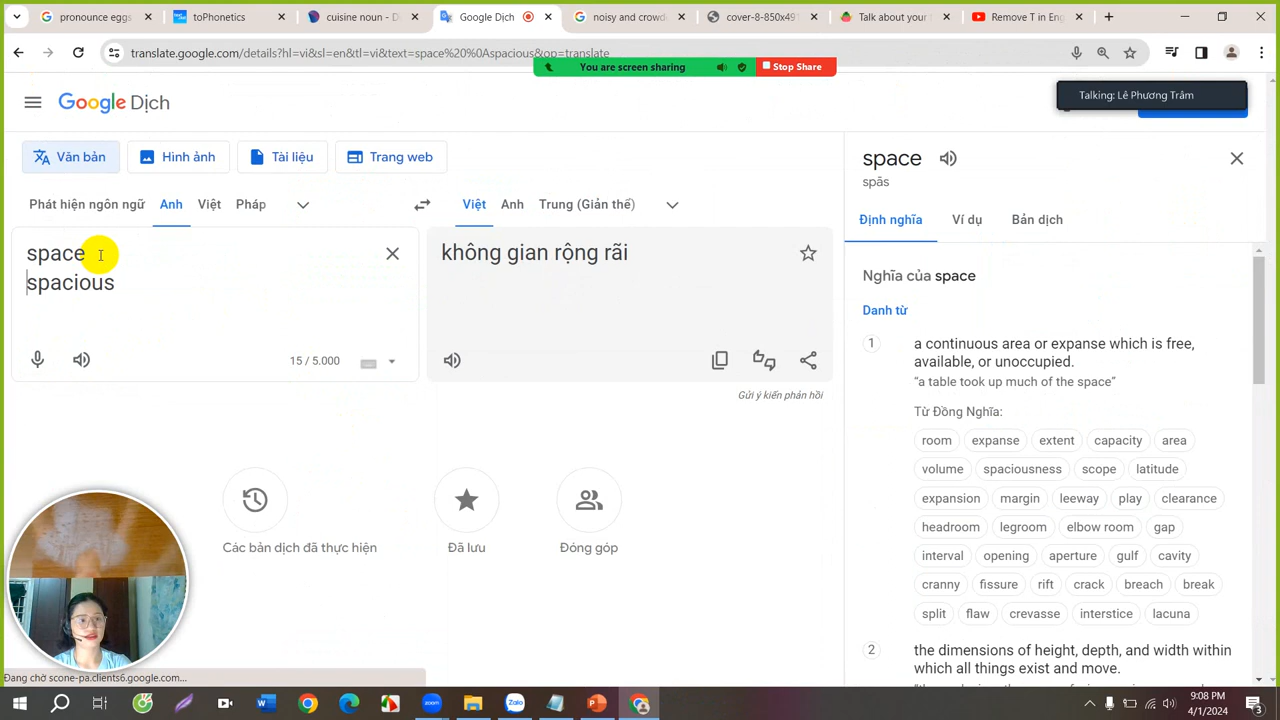 pronounce eggs
toPhonetics
cuisine noun - De
Google Dịch
noisy and crowd
cover-8-850x491
Talk about your
Remove T in Eng
translate.google.com/details?hl=vi&sl=en&tl=vi&text=space%20%0Aspacious&op=translate
You are screen sharing
Stop Share
Google Dịch
Talking: Lê Phương Trâm
Văn bản
Hình ảnh
Tài liệu
Trang web
space
spās
Phát hiện ngôn ngữ
Anh
Việt
Pháp
Việt
Anh
Trung (Giản thể)
Định nghĩa
Ví dụ
Bản dịch
space
spacious
không gian rộng rãi
15 / 5.000
Gửi ý kiến phản hồi
Nghĩa của space
Danh từ
1
a continuous area or expanse which is free,
available, or unoccupied.
"a table took up much of the space"
Từ Đồng Nghĩa:
room expanse extent capacity area
volume spaciousness scope latitude
expansion margin leeway play clearance
headroom legroom elbow room gap
interval opening aperture gulf cavity
cranny fissure rift crack breach break
split flaw crevasse interstice lacuna
2
the dimensions of height, depth, and width within
which all things exist and move.
Các bản dịch đã thực hiện
Đã lưu
Đóng góp
Đang chờ scone-pa.clients6.google.com...
zoom
Zalo
9:08 PM
4/1/2024
3